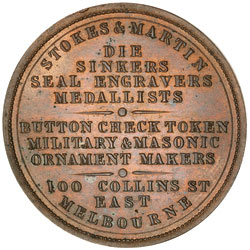 STOKES & MARTIN
DIE
SINKERS
SEAL ENGRAVERS
MEDALLISTS
BUTTON CHECK TOKEN
MILITARY & MASONIC
ORNAMENT MAKERS
100 COLLINS ST
EAST
MELBOURNE